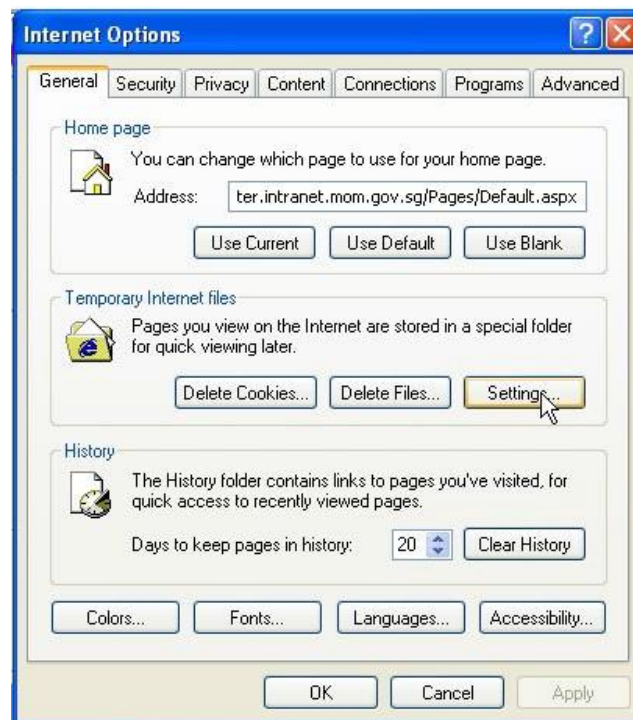 Internet Options
General Security Privacy Content Connections Programs Advanced
Home page
You can change which page to use for your home page.
Address: ter.intranet.mom.gov.sg/Pages/Default.aspx
Use Current Use Default Use Blank
Temporary Internet files
Pages you view on the Internet are stored in a special folder
for quick viewing later.
Delete Cookies... Delete Files... Settings...
History
The History folder contains links to pages you've visited, for
quick access to recently viewed pages.
Days to keep pages in history: 20 Clear History
Colors... Fonts... Languages... Accessibility...
OK Cancel Apply